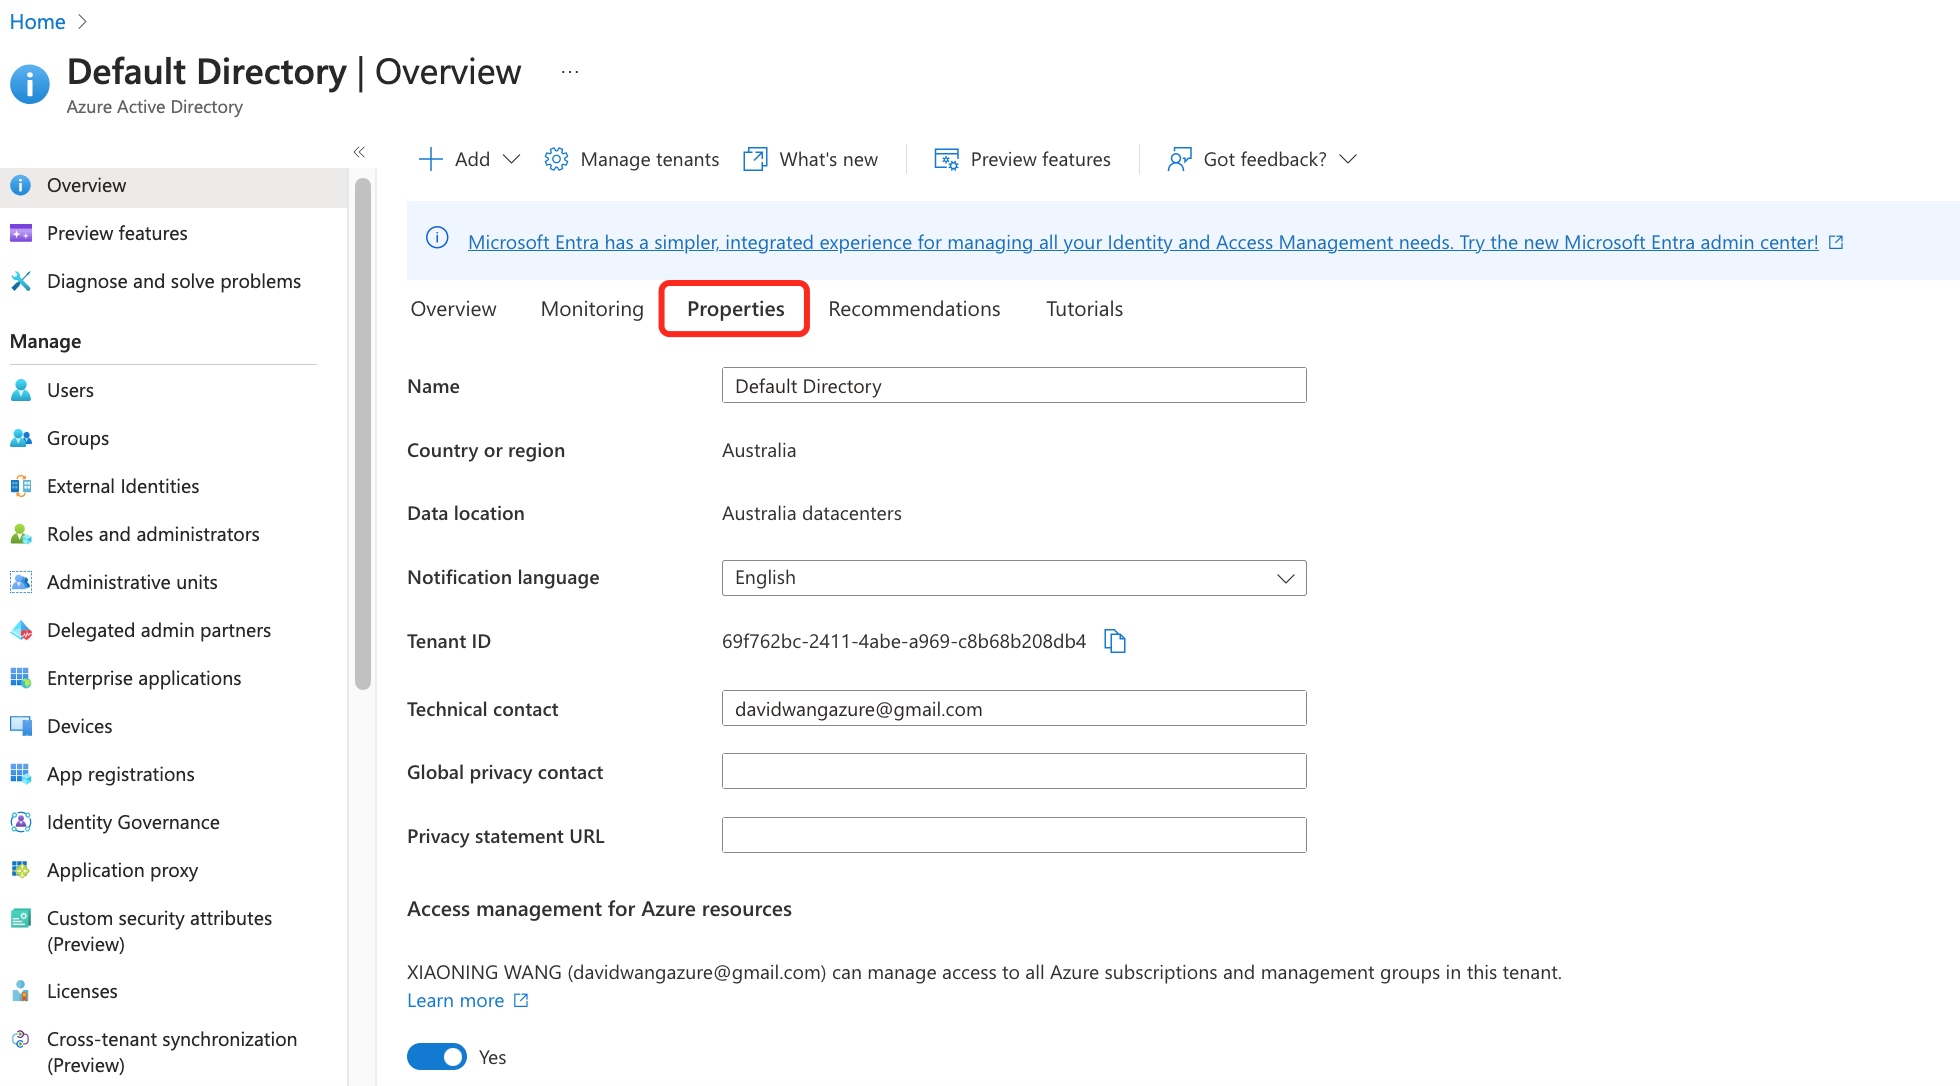 Home
Default Directory | Overview ...
Azure Active Directory
«
Overview
Preview features
Diagnose and solve problems
Manage
Users
Groups
External Identities
Roles and administrators
Administrative units
Delegated admin partners
Enterprise applications
Devices
App registrations
Identity Governance
Application proxy
Custom security attributes
(Preview)
Licenses
Cross-tenant synchronization
(Preview)
Add Manage tenants What's new Preview features Got feedback?
Microsoft Entra has a simpler, integrated experience for managing all your Identity and Access Management needs. Try the new Microsoft Entra admin center!
Overview Monitoring Properties Recommendations Tutorials
Name Default Directory
Country or region Australia
Data location Australia datacenters
Notification language English
Tenant ID 69f762bc-2411-4abe-a969-c8b68b208db4
Technical contact davidwangazure@gmail.com
Global privacy contact
Privacy statement URL
Access management for Azure resources
XIAONING WANG (davidwangazure@gmail.com) can manage access to all Azure subscriptions and management groups in this tenant.
Learn more
Yes